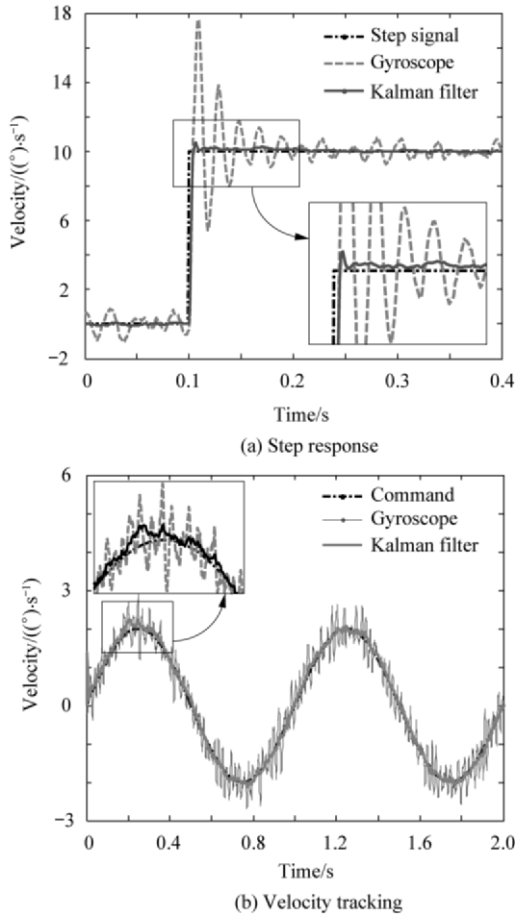 18
14
10
6
2
−2
Velocity/((°)·s⁻¹)
Step signal
Gyroscope
Kalman filter
0 0.1 0.2 0.3 0.4
Time/s
(a) Step response
6
3
0
−3
Velocity/((°)·s⁻¹)
Command
Gyroscope
Kalman filter
0 0.4 0.8 1.2 1.6 2.0
Time/s
(b) Velocity tracking